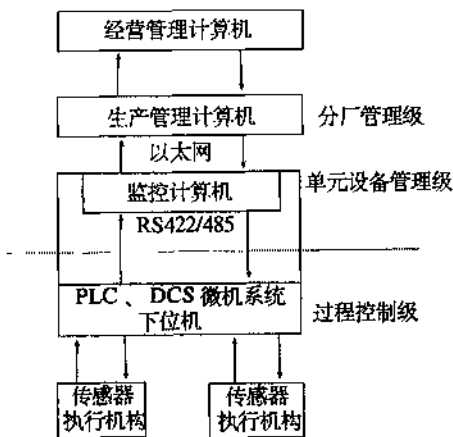 经营管理计算机
生产管理计算机
分厂管理级
以太网
监控计算机
单元设备管理级
RS422/485
PLC、DCS微机系统
下位机
过程控制级
传感器
执行机构
传感器
执行机构